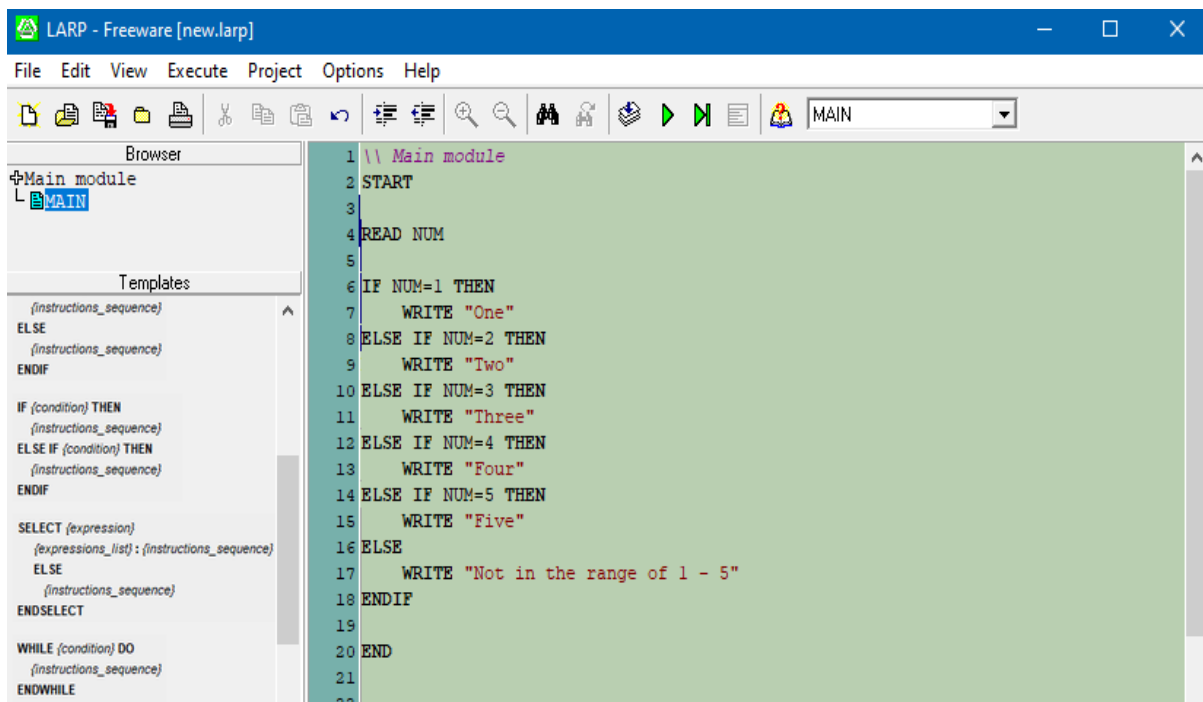 LARP - Freeware [new.larp]
File Edit View Execute Project Options Help
MAIN
Browser
Main module
MAIN
Templates
{instructions_sequence}
ELSE
{instructions_sequence}
ENDIF
IF {condition} THEN
{instructions_sequence}
ELSE IF {condition} THEN
{instructions_sequence}
ENDIF
SELECT {expression}
{expressions_list} : {instructions_sequence}
ELSE
{instructions_sequence}
ENDSELECT
WHILE {condition} DO
{instructions_sequence}
ENDWHILE
1 \\ Main module
2 START
3
4 READ NUM
5
6 IF NUM=1 THEN
7 WRITE "One"
8 ELSE IF NUM=2 THEN
9 WRITE "Two"
10 ELSE IF NUM=3 THEN
11 WRITE "Three"
12 ELSE IF NUM=4 THEN
13 WRITE "Four"
14 ELSE IF NUM=5 THEN
15 WRITE "Five"
16 ELSE
17 WRITE "Not in the range of 1 - 5"
18 ENDIF
19
20 END
21